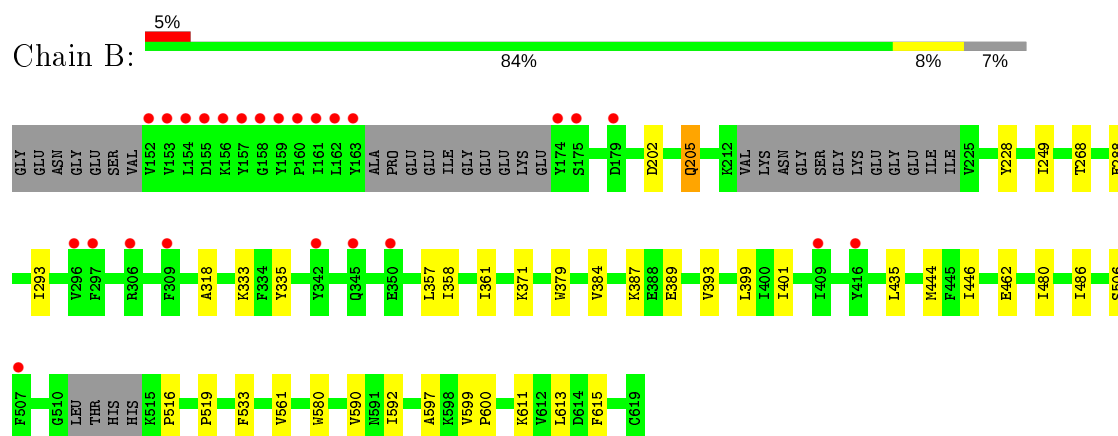 5%
Chain B:
84%
8%
7%
GLY GLU ASN GLY GLU SER VAL V152 V153 L154 D155 K156 Y157 G158 Y159 P160 I161 L162 Y163 ALA PRO GLU GLU ILE GLY GLU GLU LYS GLU Y174 S175 D179 D202 Q205 K212 VAL LYS ASN GLY SER GLY LYS GLY GLU ILE ILE V225 Y228 I249 T268
I293 V296 F297 R306 F309 A318 K333 F334 Y335 Y342 Q345 E350 L357 I358 I361 K371 W379 V384 K387 E388 E389 V393 L399 I400 I401 I409 Y416 L435 M444 F445 I446 E462 I480 I486
F507 G510 LEU THR HIS HIS K515 P516 P519 F533 V561 W580 V590 N591 I592 A597 K598 V599 P600 K611 V612 L613 D614 F615 C619